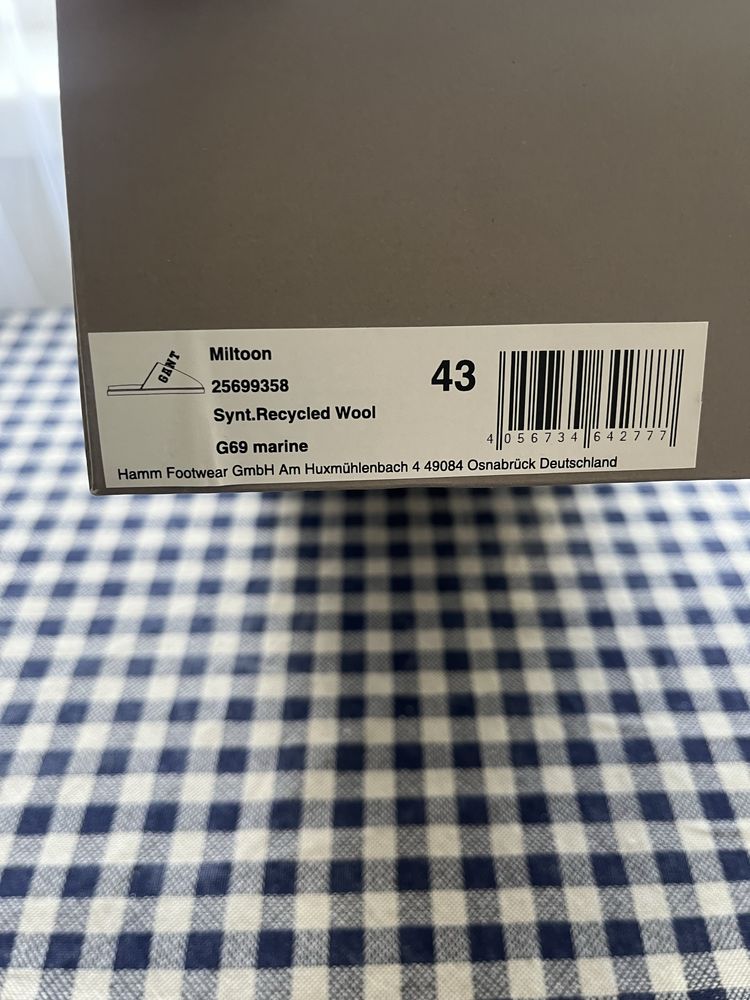 GANT
Miltoon
25699358
Synt.Recycled Wool
G69 marine
43
4 056734 642777
Hamm Footwear GmbH Am Huxmühlenbach 4 49084 Osnabrück Deutschland